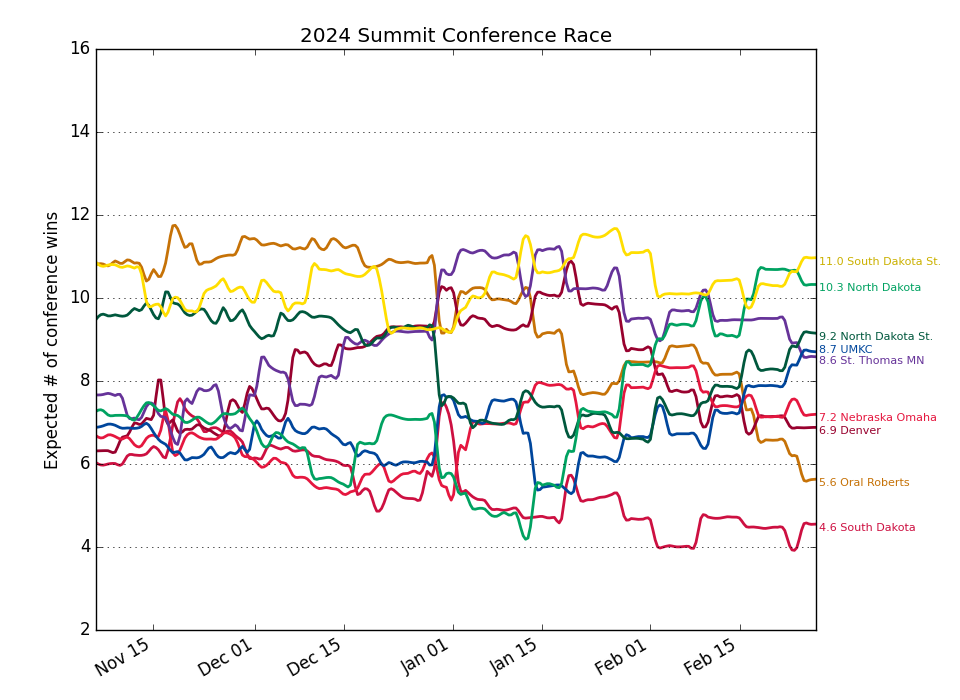 2024 Summit Conference Race
Expected # of conference wins
16
14
12
10
8
6
4
2
Nov 15
Dec 01
Dec 15
Jan 01
Jan 15
Feb 01
Feb 15
11.0 South Dakota St.
10.3 North Dakota
9.2 North Dakota St.
8.7 UMKC
8.6 St. Thomas MN
7.2 Nebraska Omaha
6.9 Denver
5.6 Oral Roberts
4.6 South Dakota